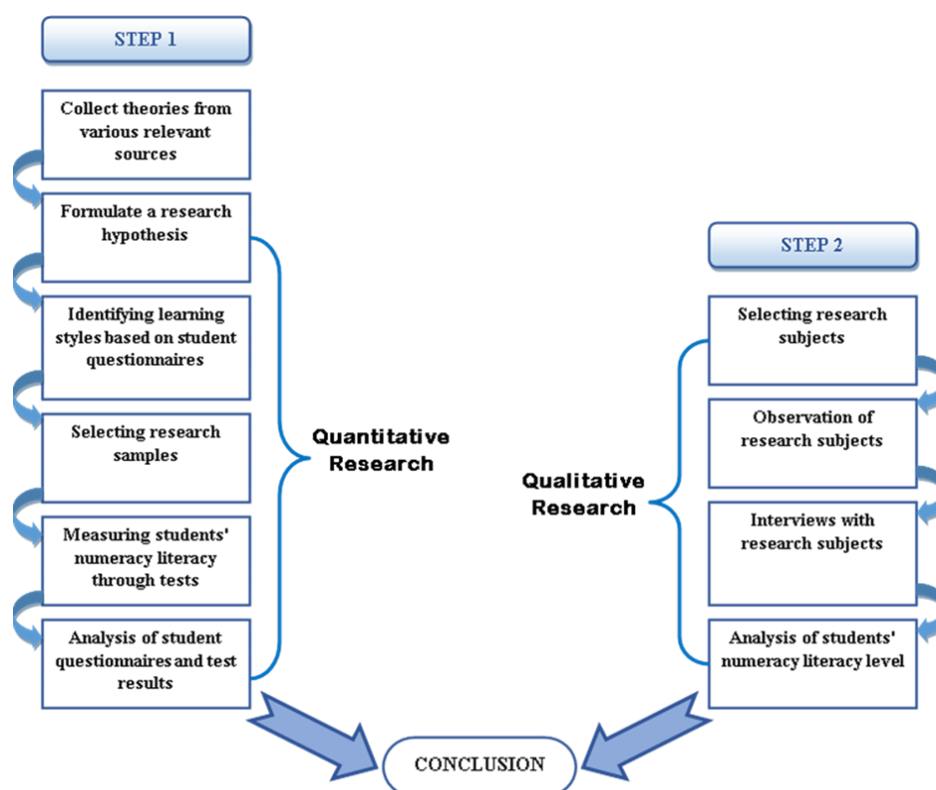 STEP 1
Collect theories from
various relevant
sources
Formulate a research
hypothesis
Identifying learning
styles based on student
questionnaires
Selecting research
samples
Measuring students'
numeracy literacy
through tests
Analysis of student
questionnaires and test
results
Quantitative
Research
STEP 2
Selecting research
subjects
Observation of
research subjects
Interviews with
research subjects
Analysis of students'
numeracy literacy level
Qualitative
Research
CONCLUSION